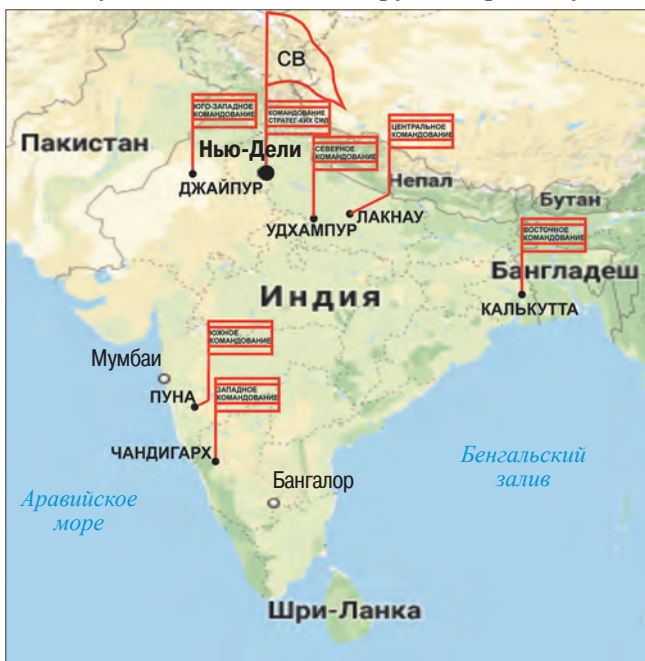 СВ
ЮГО-ЗАПАДНОЕ
КОМАНДОВАНИЕ
КОМАНДОВАНИЕ
СТРАТЕГ-КИХ СИЛ
ЦЕНТРАЛЬНОЕ
КОМАНДОВАНИЕ
Пакистан
Нью-Дели
СЕВЕРНОЕ
КОМАНДОВАНИЕ
ДЖАЙПУР
Непал
Бутан
УДХАМПУР
ЛАКНАУ
ВОСТОЧНОЕ
КОМАНДОВАНИЕ
Бангладеш
Индия
КАЛЬКУТТА
ЮЖНОЕ
КОМАНДОВАНИЕ
Мумбаи
ПУНА
ЗАПАДНОЕ
КОМАНДОВАНИЕ
ЧАНДИГАРХ
Бангалор
Бенгальский
залив
Аравийское
море
Шри-Ланка